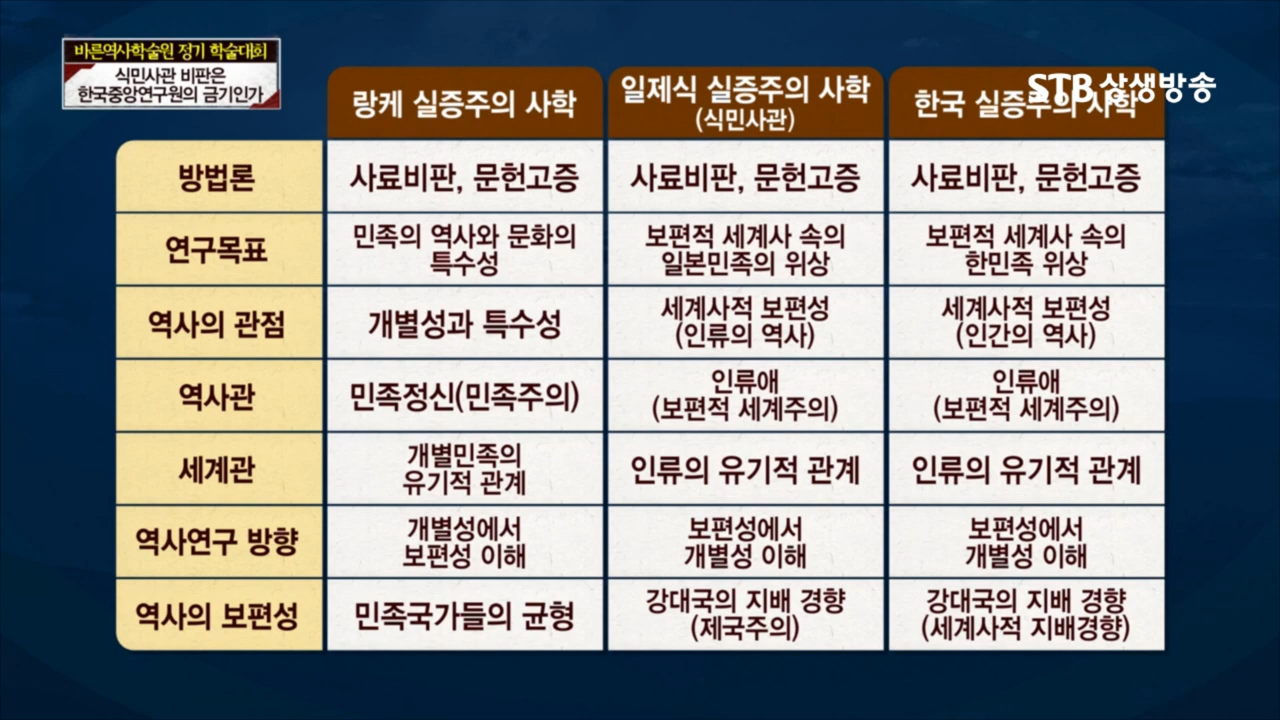 바른역사학술원 정기 학술대회
식민사관 비판은
한국중앙연구원의 금기인가
STB 상생방송
랑케 실증주의 사학
일제식 실증주의 사학
(식민사관)
한국 실증주의 사학
방법론
사료비판, 문헌고증
사료비판, 문헌고증
사료비판, 문헌고증
연구목표
민족의 역사와 문화의
특수성
보편적 세계사 속의
일본민족의 위상
보편적 세계사 속의
한민족 위상
역사의 관점
개별성과 특수성
세계사적 보편성
(인류의 역사)
세계사적 보편성
(인간의 역사)
역사관
민족정신(민족주의)
인류애
(보편적 세계주의)
인류애
(보편적 세계주의)
세계관
개별민족의
유기적 관계
인류의 유기적 관계
인류의 유기적 관계
역사연구 방향
개별성에서
보편성 이해
보편성에서
개별성 이해
보편성에서
개별성 이해
역사의 보편성
민족국가들의 균형
강대국의 지배 경향
(제국주의)
강대국의 지배 경향
(세계사적 지배경향)